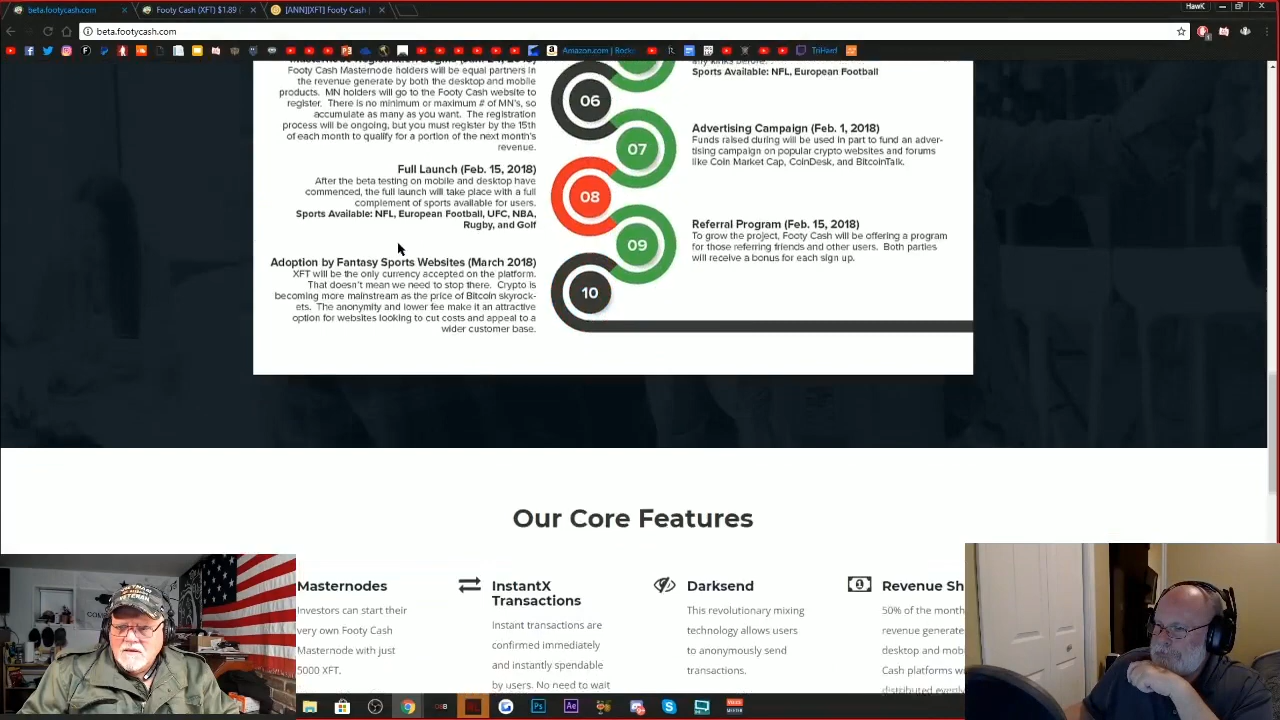 beta.footycash.com
Footy Cash (XFT) $1.89
[ANN][XFT] Footy Cash
HawK
beta.footycash.com
Amazon.com | Rock
TriHard
Footy Cash Masternode holders will be equal partners in
the revenue generate by both the desktop and mobile
products. MN holders will go to the Footy Cash website to
register. There is no minimum or maximum # of MN's, so
accumulate as many as you want. The registration
process will be ongoing, but you must register by the 15th
of each month to qualify for a portion of the next month's
revenue.
Sports Available: NFL, European Football
06
07
Advertising Campaign (Feb. 1, 2018)
Funds raised during will be used in part to fund an adver-
tising campaign on popular crypto websites and forums
like Coin Market Cap, CoinDesk, and BitcoinTalk.
Full Launch (Feb. 15, 2018)
After the beta testing on mobile and desktop have
commenced, the full launch will take place with a full
complement of sports available for users.
Sports Available: NFL, European Football, UFC, NBA,
Rugby, and Golf
08
09
Referral Program (Feb. 15, 2018)
To grow the project, Footy Cash will be offering a program
for those referring friends and other users. Both parties
will receive a bonus for each sign up.
Adoption by Fantasy Sports Websites (March 2018)
XFT will be the only currency accepted on the platform.
That doesn't mean we need to stop there. Crypto is
becoming more mainstream as the price of Bitcoin skyrock-
ets. The anonymity and lower fee make it an attractive
option for websites looking to cut costs and appeal to a
wider customer base.
10
Our Core Features
Masternodes
Investors can start their
very own Footy Cash
Masternode with just
5000 XFT.
InstantX
Transactions
Instant transactions are
confirmed immediately
and instantly spendable
by users. No need to wait
Darksend
This revolutionary mixing
technology allows users
to anonymously send
transactions.
Revenue Sh
50% of the month
revenue generate
desktop and mob
Cash platforms w
distributed evenly
VETERAN